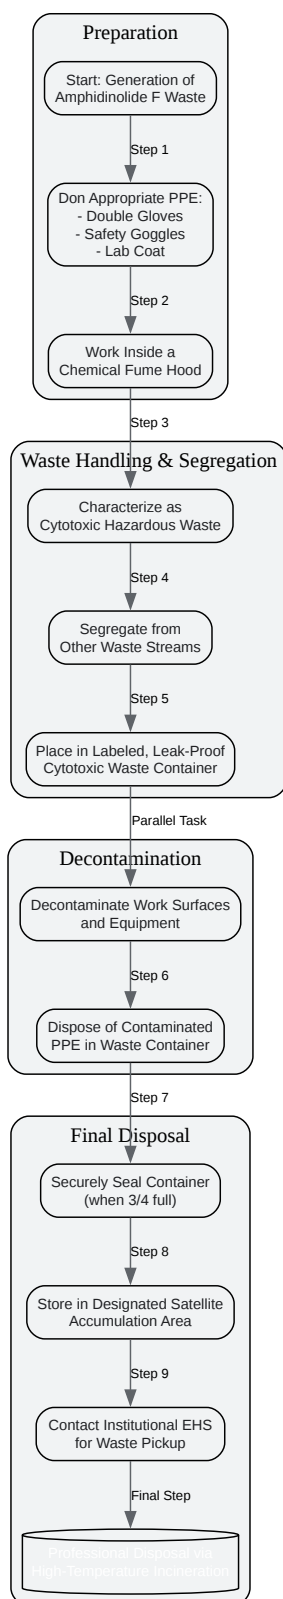 Preparation
Start: Generation of
Amphidinolide F Waste
Step 1
Don Appropriate PPE:
- Double Gloves
- Safety Goggles
- Lab Coat
Step 2
Work Inside a
Chemical Fume Hood
Step 3
Waste Handling & Segregation
Characterize as
Cytotoxic Hazardous Waste
Step 4
Segregate from
Other Waste Streams
Step 5
Place in Labeled, Leak-Proof
Cytotoxic Waste Container
Parallel Task
Decontamination
Decontaminate Work Surfaces
and Equipment
Step 6
Dispose of Contaminated
PPE in Waste Container
Step 7
Final Disposal
Securely Seal Container
(when 3/4 full)
Step 8
Store in Designated Satellite
Accumulation Area
Step 9
Contact Institutional EHS
for Waste Pickup
Final Step
Professional Disposal via
High-Temperature Incineration